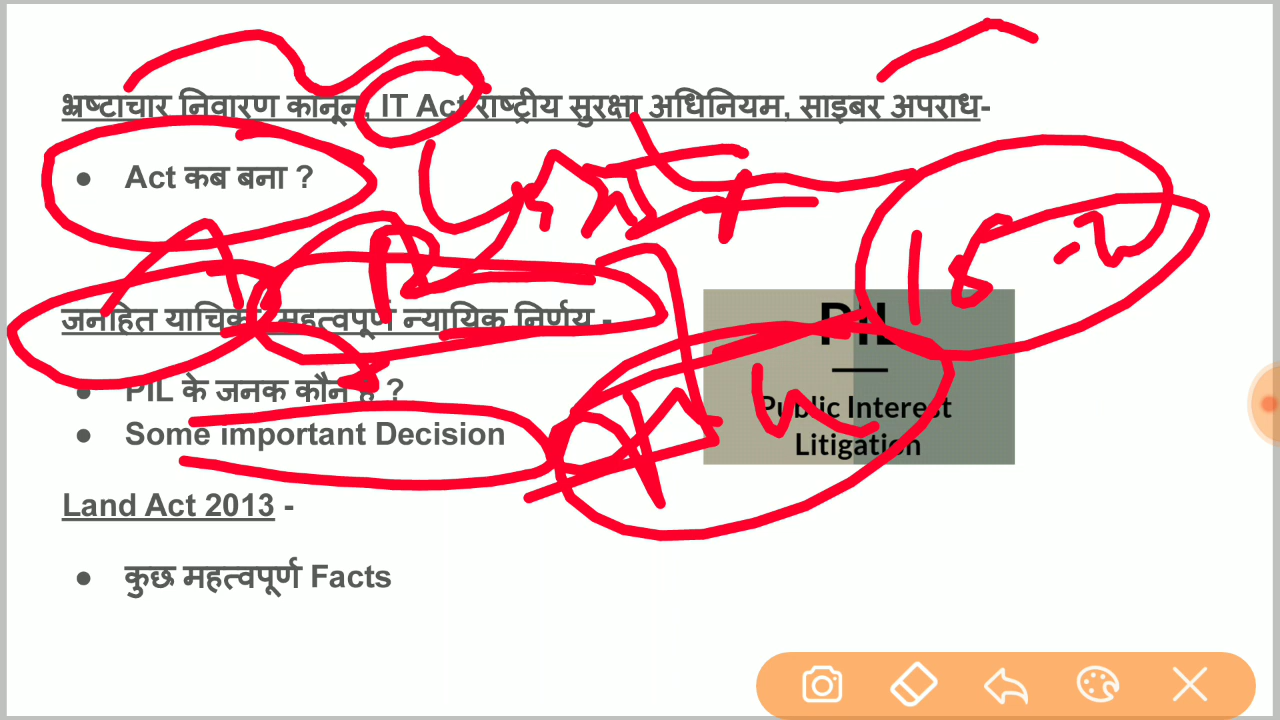 भ्रष्टाचार निवारण कानून, IT Act राष्ट्रीय सुरक्षा अधिनियम, साइबर अपराध-
● Act कब बना ?
जनहित याचिका महत्वपूर्ण न्यायिक निर्णय -
● PIL के जनक कौन है ?
● Some important Decision
Land Act 2013 -
● कुछ महत्वपूर्ण Facts
PIL
Public Interest
Litigation